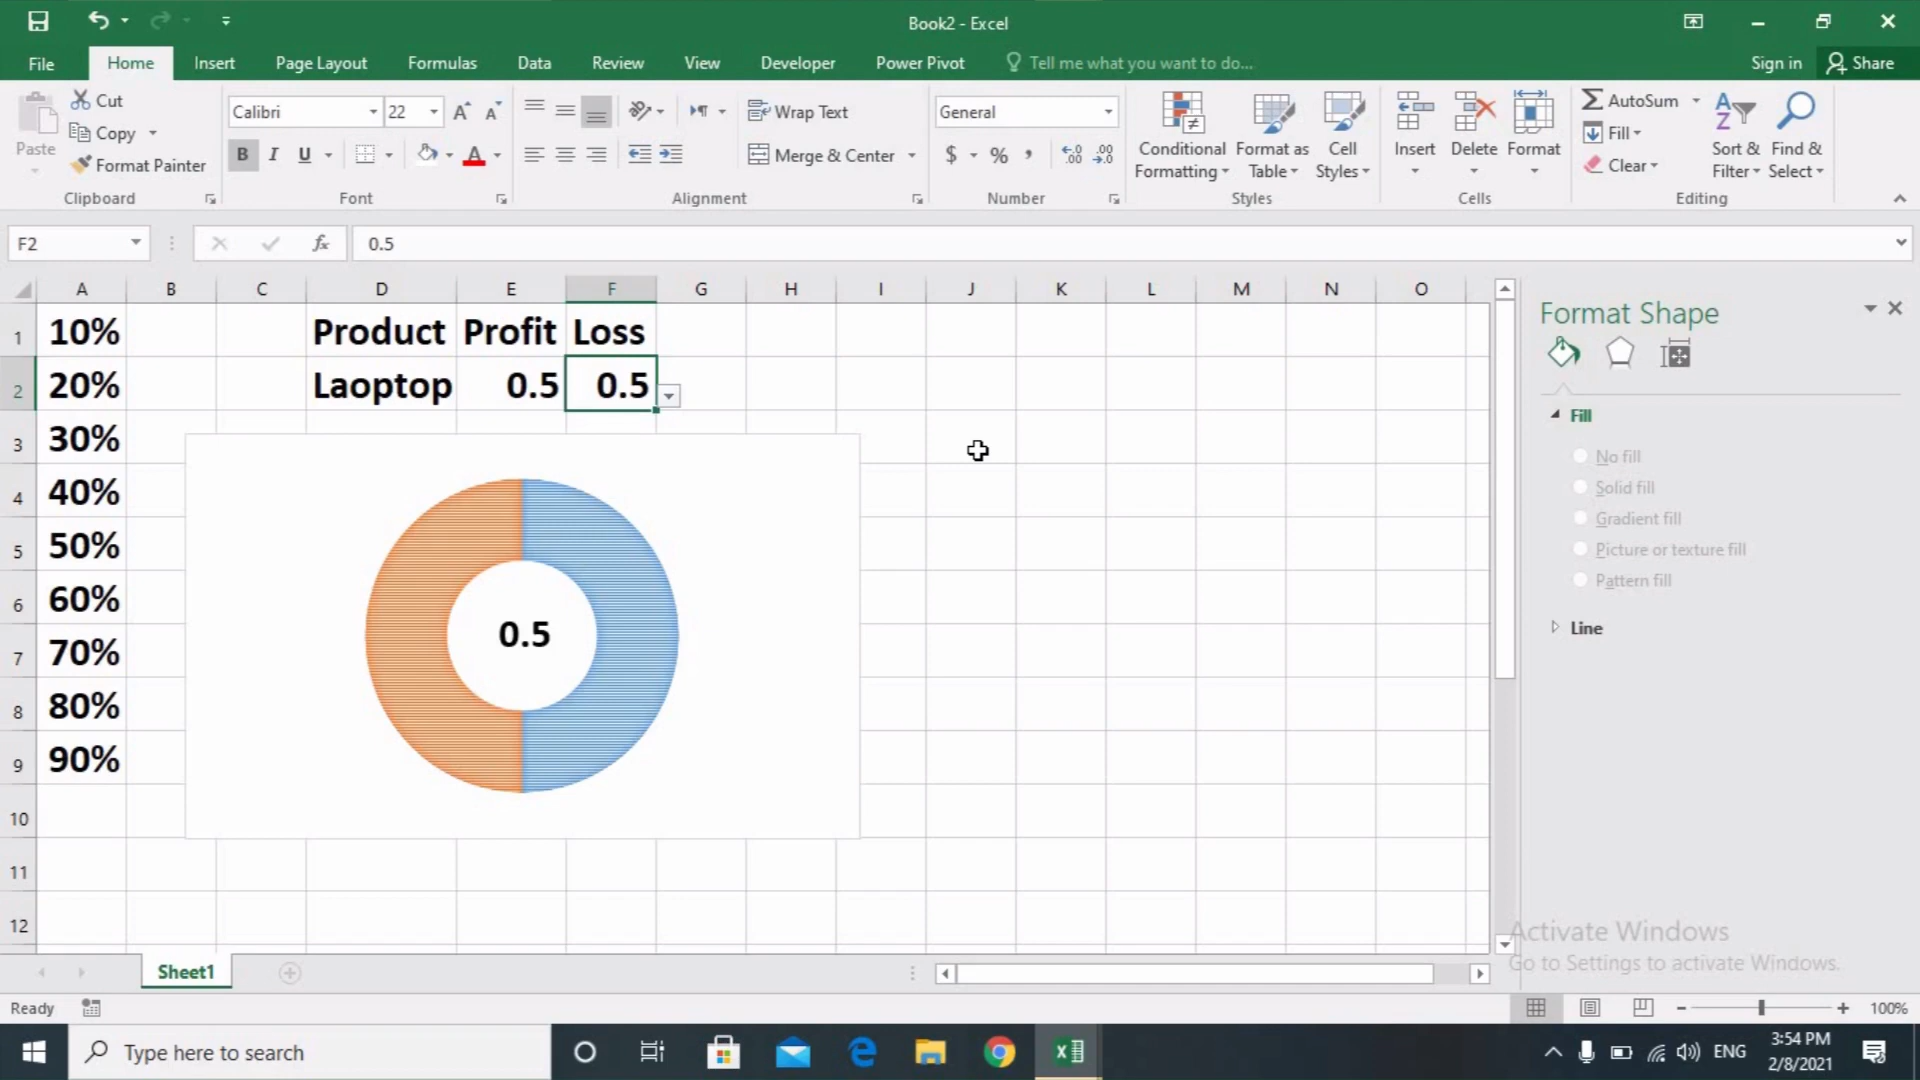 Book2 - Excel
File Home Insert Page Layout Formulas Data Review View Developer Power Pivot Tell me what you want to do... Sign in Share
Paste
Cut
Copy
Format Painter
Clipboard
Calibri 22
B I U
Font
Wrap Text
Merge & Center
Alignment
General
$ % ,
Number
Conditional Formatting
Format as Table
Cell Styles
Styles
Insert
Delete
Format
Cells
AutoSum
Fill
Clear
Sort & Filter
Find & Select
Editing
F2 fx 0.5
A B C D E F G H I J K L M N O
1 10% Product Profit Loss
2 20% Laoptop 0.5 0.5
3 30%
4 40%
5 50%
6 60%
7 70%
8 80%
9 90%
10
11
12
0.5
Format Shape
Fill
No fill
Solid fill
Gradient fill
Picture or texture fill
Pattern fill
Line
Activate Windows
Go to Settings to activate Windows.
Sheet1
Ready 100%
Type here to search
ENG
3:54 PM
2/8/2021